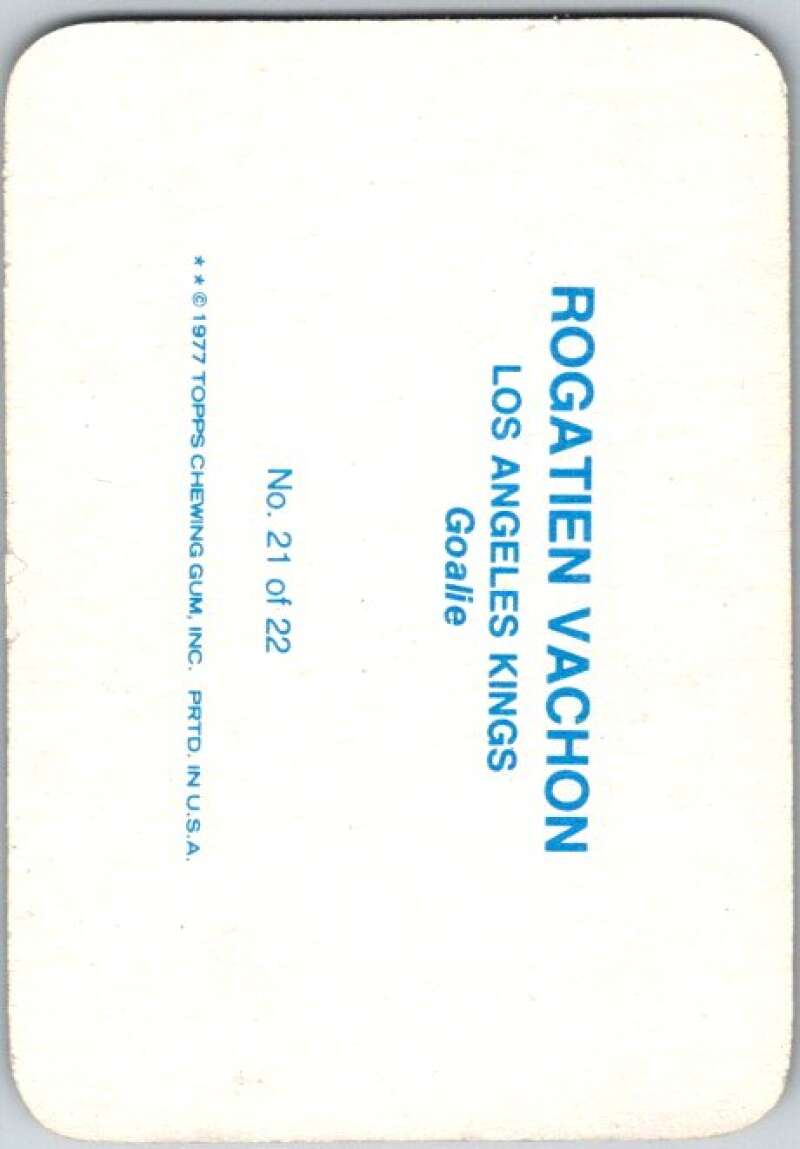 ROGATIEN VACHON
LOS ANGELES KINGS
Goalie
No. 21 of 22
* * © 1977 TOPPS CHEWING GUM, INC. PRTD. IN U.S.A.